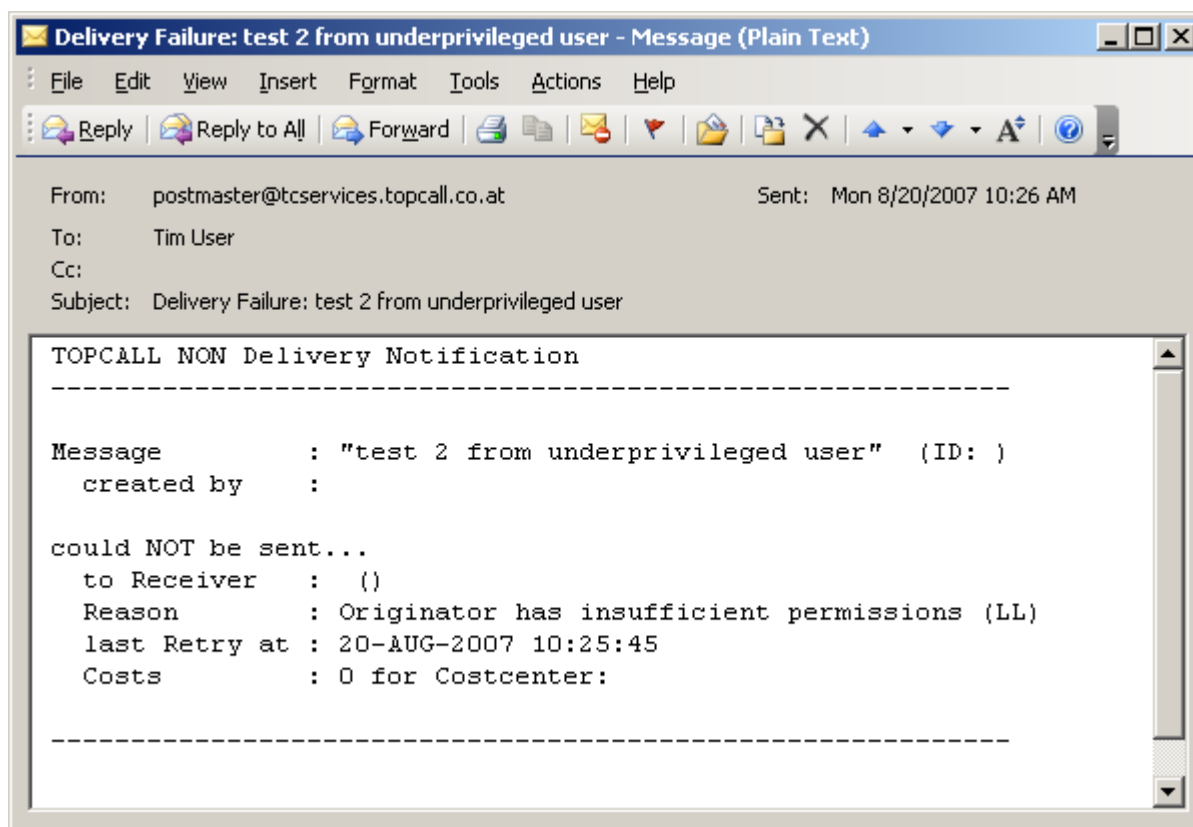 Delivery Failure: test 2 from underprivileged user - Message (Plain Text)
File Edit View Insert Format Tools Actions Help
Reply Reply to All Forward
From: postmaster@tcservices.topcall.co.at Sent: Mon 8/20/2007 10:26 AM
To: Tim User
Cc:
Subject: Delivery Failure: test 2 from underprivileged user
TOPCALL NON Delivery Notification
------------------------------------------------------------
Message : "test 2 from underprivileged user" (ID: )
created by :
could NOT be sent...
to Receiver : ()
Reason : Originator has insufficient permissions (LL)
last Retry at : 20-AUG-2007 10:25:45
Costs : 0 for Costcenter:
------------------------------------------------------------